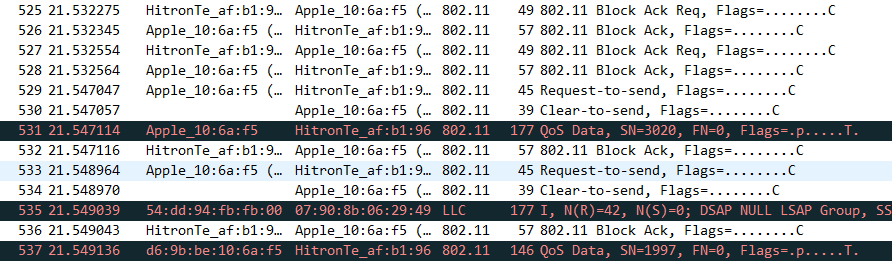 525 21.532275 HitronTe_af:b1:9… Apple_10:6a:f5 (… 802.11 49 802.11 Block Ack Req, Flags=........C
526 21.532345 Apple_10:6a:f5 (… HitronTe_af:b1:9… 802.11 57 802.11 Block Ack, Flags=........C
527 21.532554 HitronTe_af:b1:9… Apple_10:6a:f5 (… 802.11 49 802.11 Block Ack Req, Flags=........C
528 21.532564 Apple_10:6a:f5 (… HitronTe_af:b1:9… 802.11 57 802.11 Block Ack, Flags=........C
529 21.547047 Apple_10:6a:f5 (… HitronTe_af:b1:9… 802.11 45 Request-to-send, Flags=........C
530 21.547057 Apple_10:6a:f5 (… 802.11 39 Clear-to-send, Flags=........C
531 21.547114 Apple_10:6a:f5 HitronTe_af:b1:96 802.11 177 QoS Data, SN=3020, FN=0, Flags=.p.....T.
532 21.547116 HitronTe_af:b1:9… Apple_10:6a:f5 (… 802.11 57 802.11 Block Ack, Flags=........C
533 21.548964 Apple_10:6a:f5 (… HitronTe_af:b1:9… 802.11 45 Request-to-send, Flags=........C
534 21.548970 Apple_10:6a:f5 (… 802.11 39 Clear-to-send, Flags=........C
535 21.549039 54:dd:94:fb:fb:00 07:90:8b:06:29:49 LLC 177 I, N(R)=42, N(S)=0; DSAP NULL LSAP Group, SS
536 21.549043 HitronTe_af:b1:9… Apple_10:6a:f5 (… 802.11 57 802.11 Block Ack, Flags=........C
537 21.549136 d6:9b:be:10:6a:f5 HitronTe_af:b1:96 802.11 146 QoS Data, SN=1997, FN=0, Flags=.p.....T.